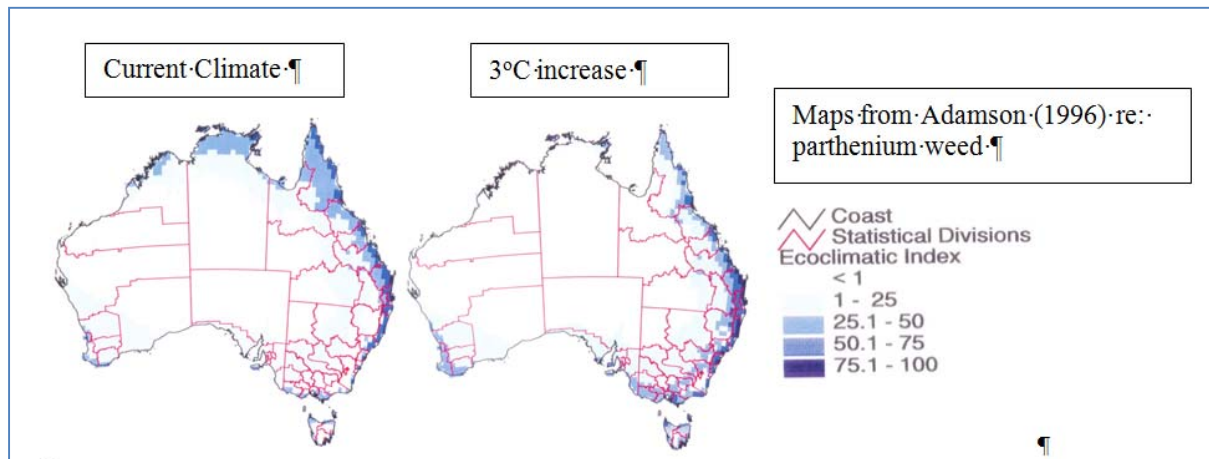 Current·Climate·¶
3ºC·increase·¶
Maps·from·Adamson·(1996)·re:·
parthenium·weed·¶
Coast
Statistical Divisions
Ecoclimatic Index
< 1
1 - 25
25.1 - 50
50.1 - 75
75.1 - 100
¶